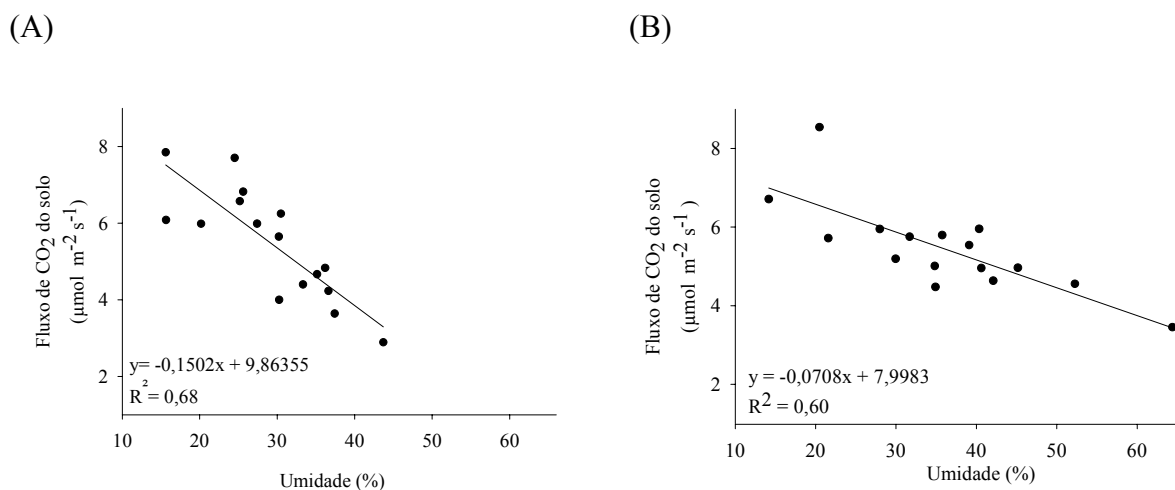 (A)
(B)
Fluxo de CO2 do solo
(µmol m-2 s-1)
8
6
4
2
y= -0,1502x + 9,86355
R² = 0,68
10 20 30 40 50 60
Umidade (%)
Fluxo de CO2 do solo
(µmol m-2 s-1)
8
6
4
2
y = -0,0708x + 7,9983
R2 = 0,60
10 20 30 40 50 60
Umidade (%)